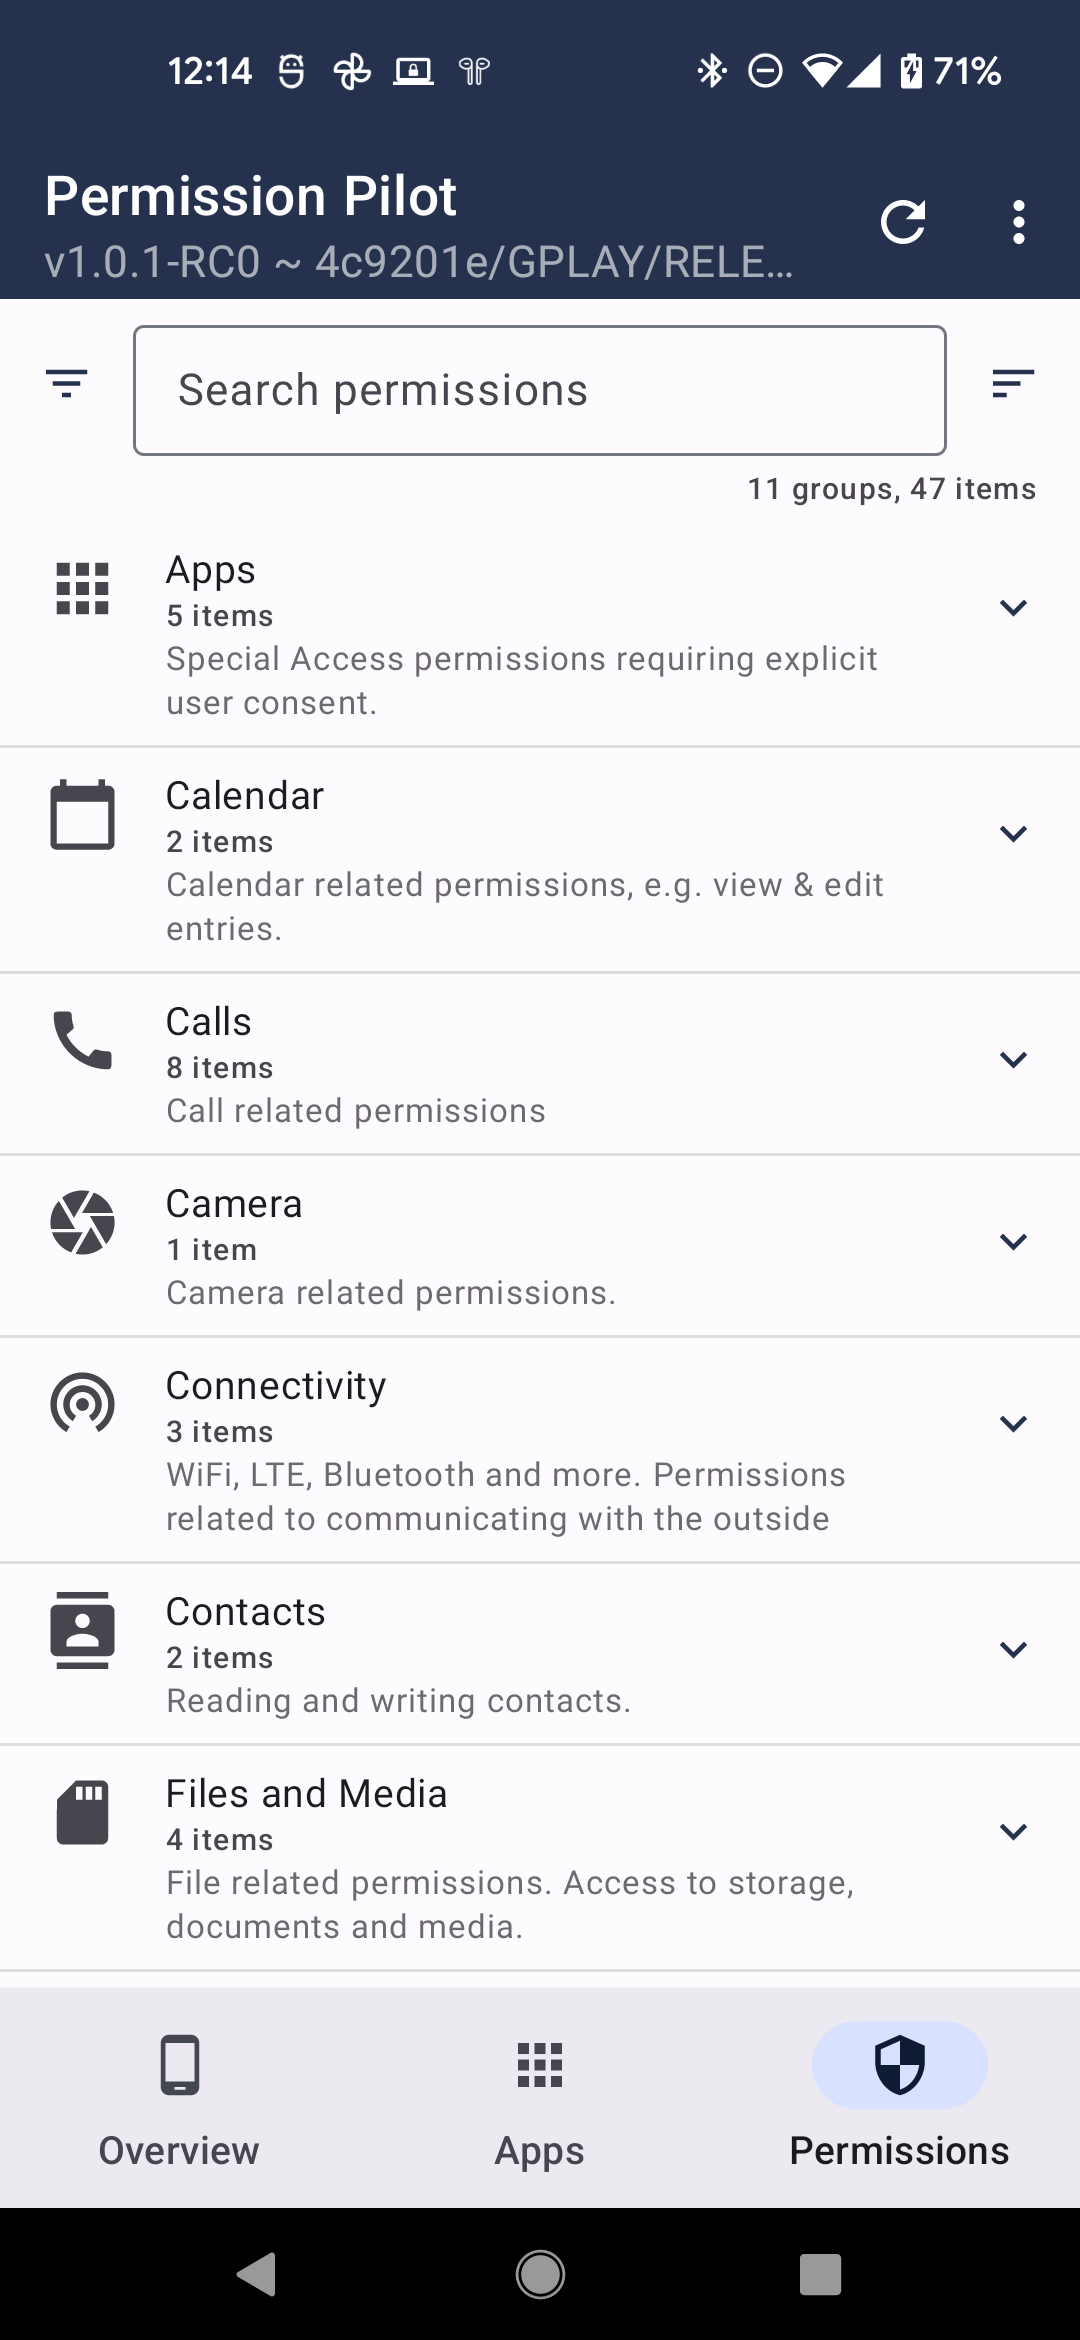 12:14
71%
Permission Pilot
v1.0.1-RC0 ~ 4c9201e/GPLAY/RELE...
Search permissions
11 groups, 47 items
Apps
5 items
Special Access permissions requiring explicit
user consent.
Calendar
2 items
Calendar related permissions, e.g. view & edit
entries.
Calls
8 items
Call related permissions
Camera
1 item
Camera related permissions.
Connectivity
3 items
WiFi, LTE, Bluetooth and more. Permissions
related to communicating with the outside
Contacts
2 items
Reading and writing contacts.
Files and Media
4 items
File related permissions. Access to storage,
documents and media.
Overview
Apps
Permissions